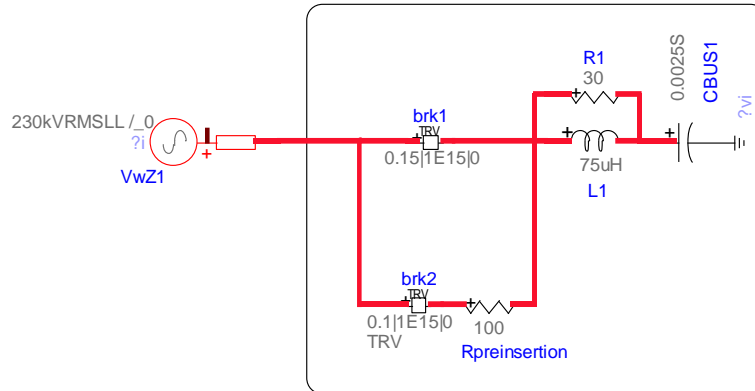 R1
30
0.0025S
CBUS1
?vi
230kVRMSLL /_0
?i
VwZ1
+
brk1
+
TRV
0.15|1E15|0
+
+
75uH
L1
+
brk2
+
TRV
0.1|1E15|0
TRV
+
100
Rpreinsertion